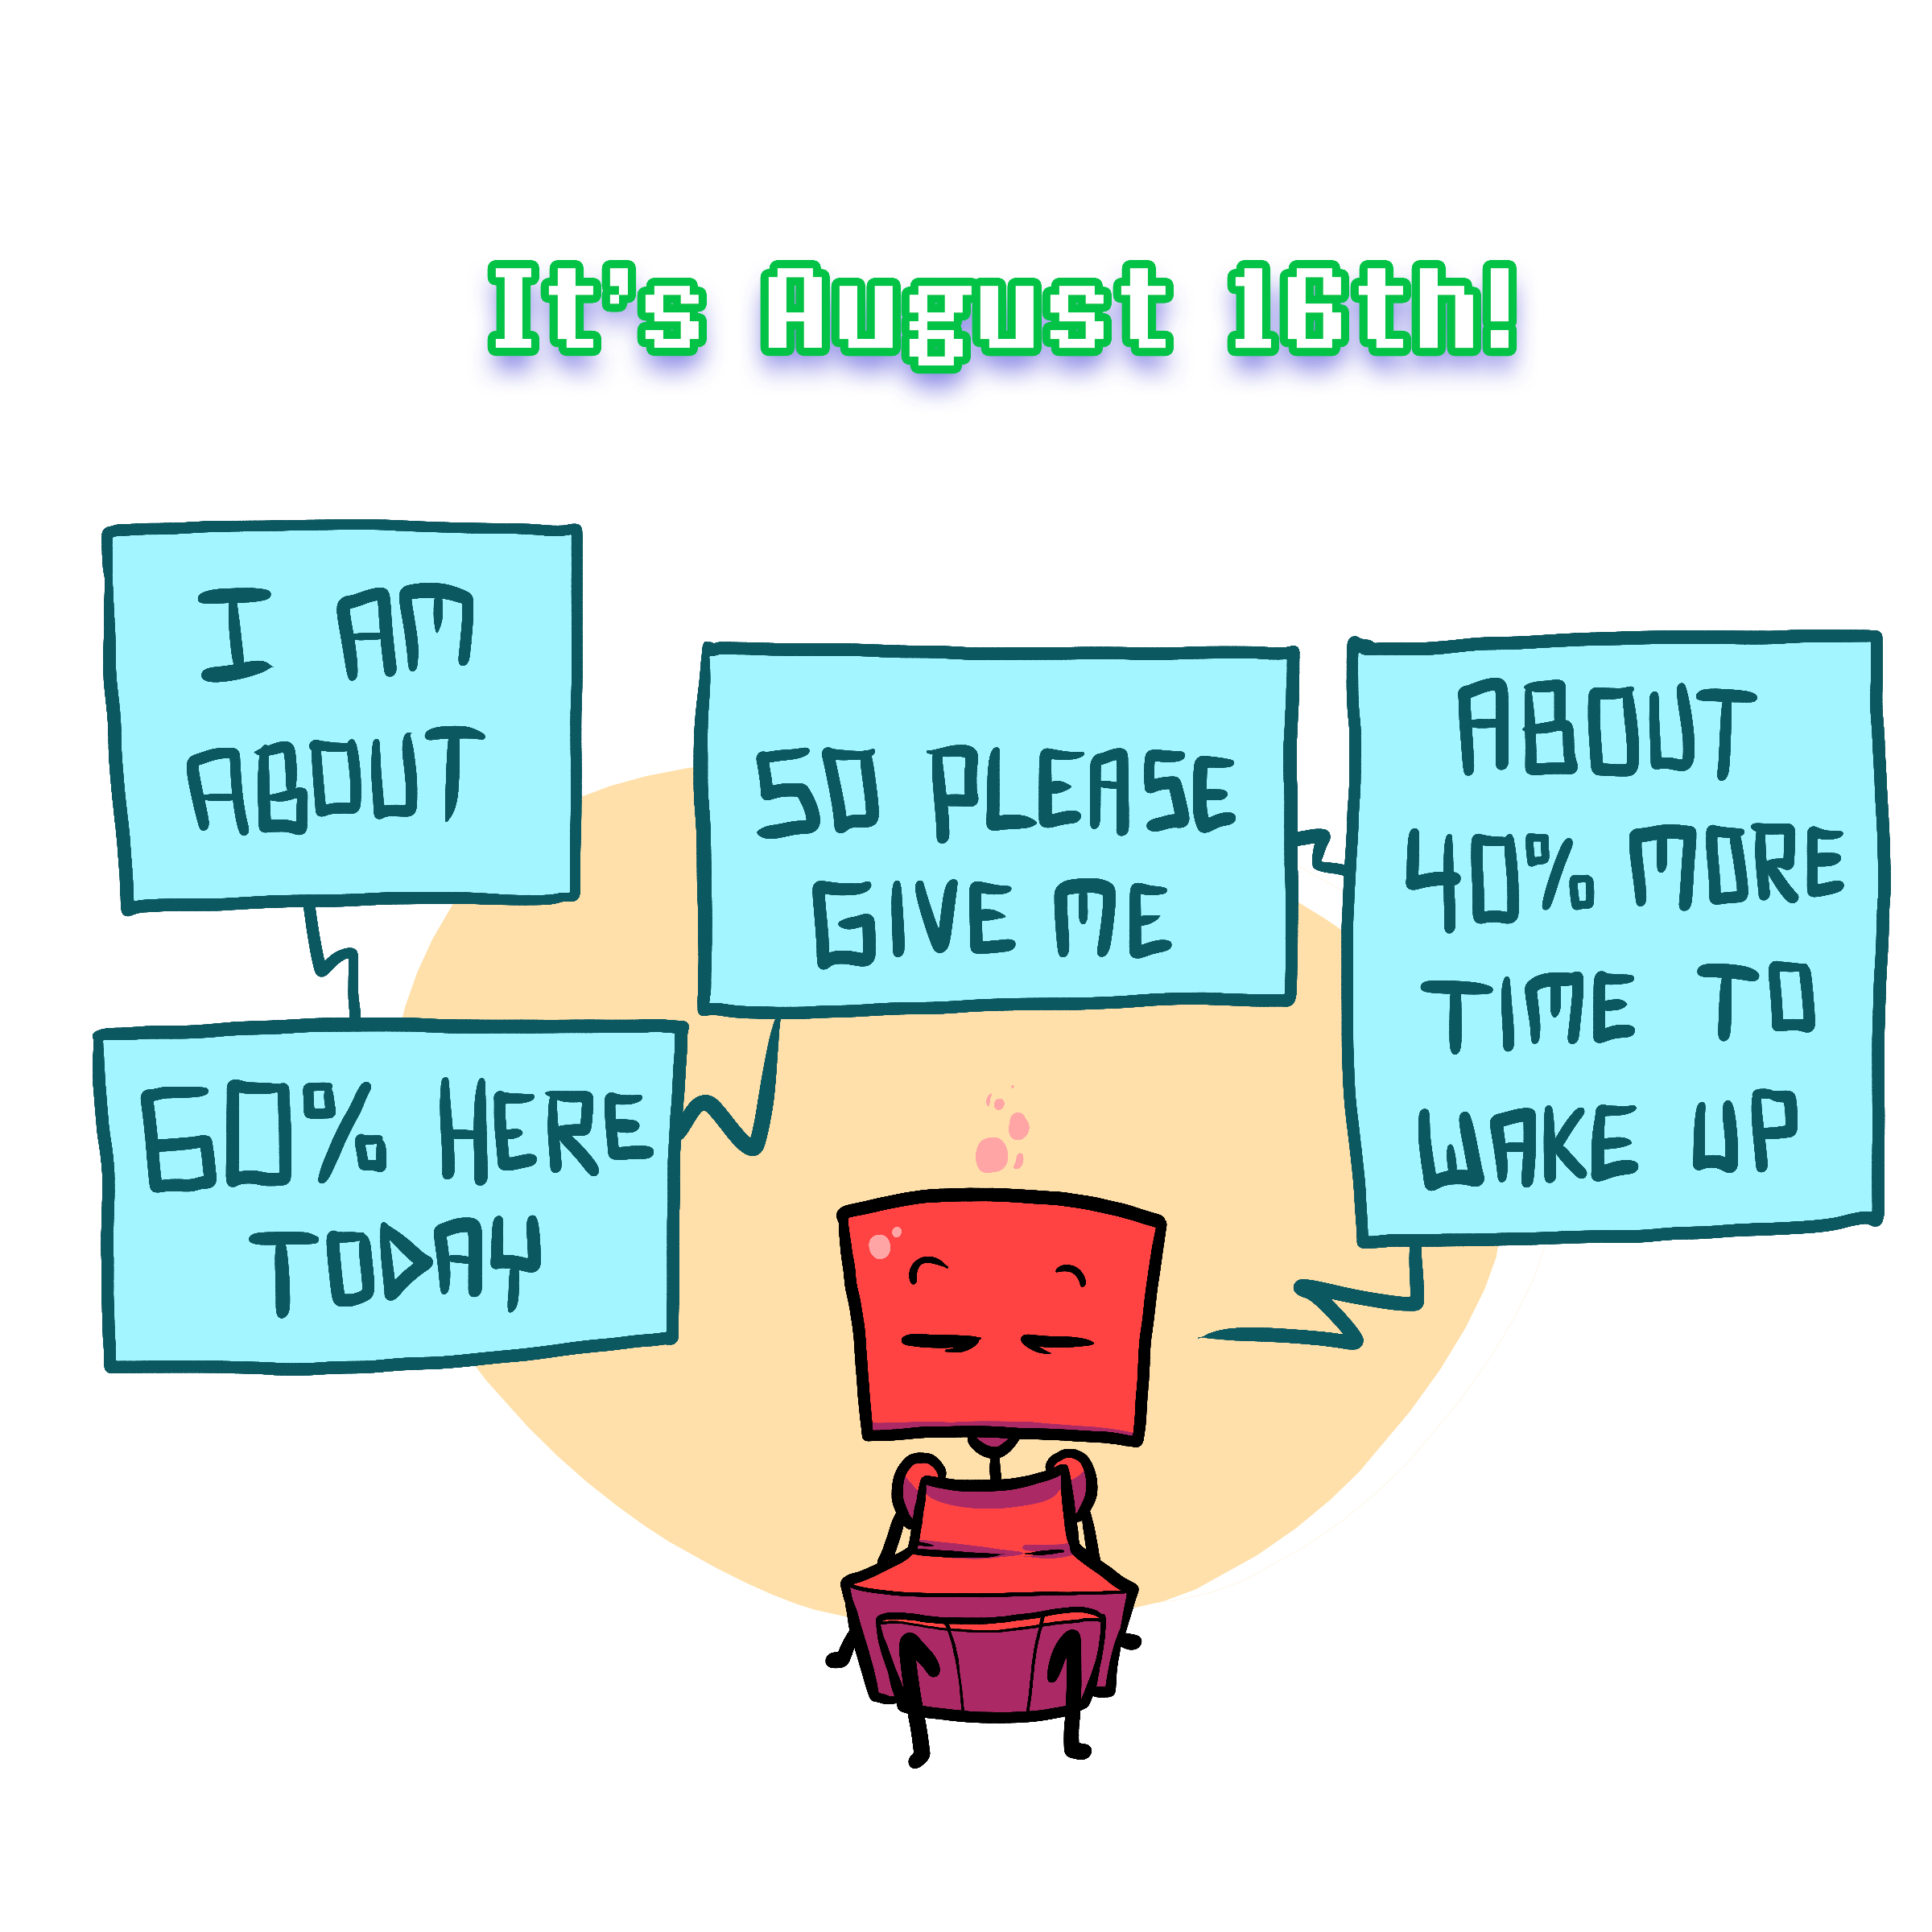 It's August 16th!
I AM
ABOUT
60% HERE
TODAY
SO PLEASE
GIVE ME
ABOUT
40% MORE
TIME TO
WAKE UP